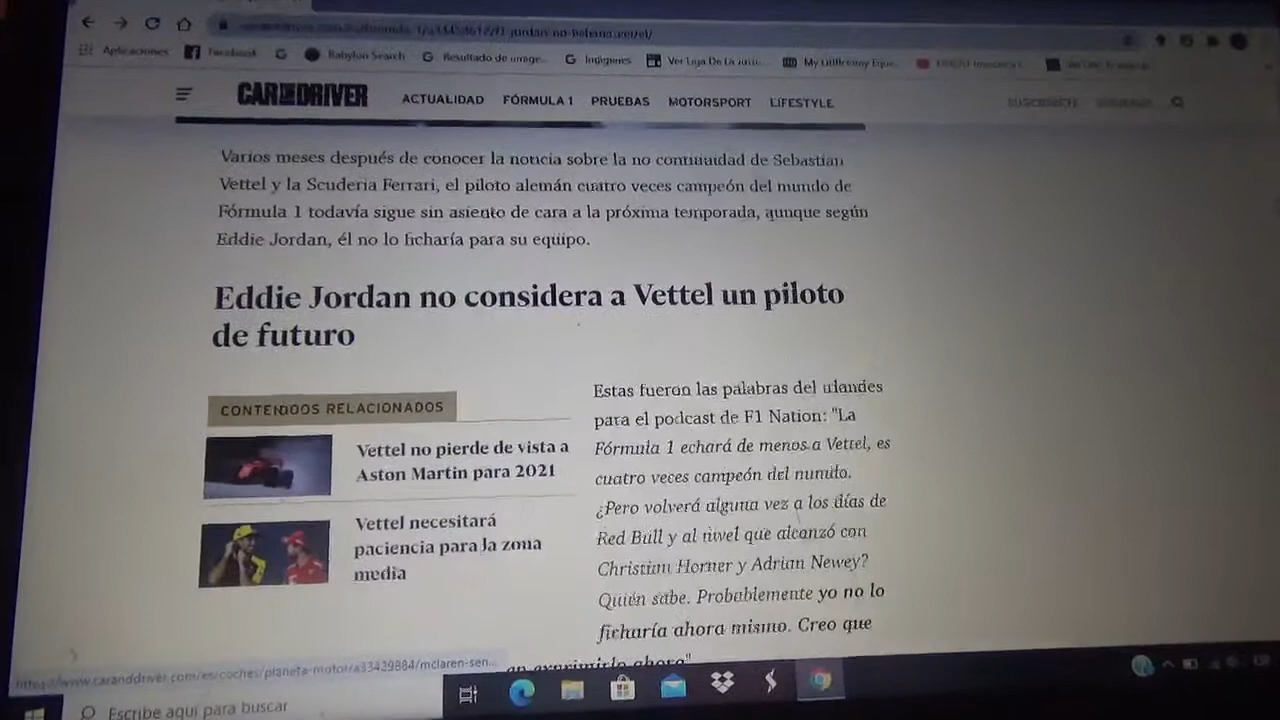 Aplicaciones Facebook G Babylon Search G Resultado de image... G Indigenes Ver Liga De La Justi...
CAR AND DRIVER ACTUALIDAD FÓRMULA 1 PRUEBAS MOTORSPORT LIFESTYLE SUSCRÍBETE
Varios meses después de conocer la noticia sobre la no continuidad de Sebastian
Vettel y la Scuderia Ferrari, el piloto alemán cuatro veces campeón del mundo de
Fórmula 1 todavía sigue sin asiento de cara a la próxima temporada, aunque según
Eddie Jordan, él no lo ficharía para su equipo.
Eddie Jordan no considera a Vettel un piloto
de futuro
CONTENIDOS RELACIONADOS
Vettel no pierde de vista a
Aston Martin para 2021
Vettel necesitará
paciencia para la zona
media
Estas fueron las palabras del irlandés
para el podcast de F1 Nation: "La
Fórmula 1 echará de menos a Vettel, es
cuatro veces campeón del mundo.
¿Pero volverá alguna vez a los días de
Red Bull y al nivel que alcanzó con
Christian Horner y Adrian Newey?
Quién sabe. Probablemente yo no lo
ficharía ahora mismo. Creo que
exprimirlo ahora"
https://www.caranddriver.com/es/coches/planeta-motor/a33429884/mclaren-sen...
Escribe aquí para buscar